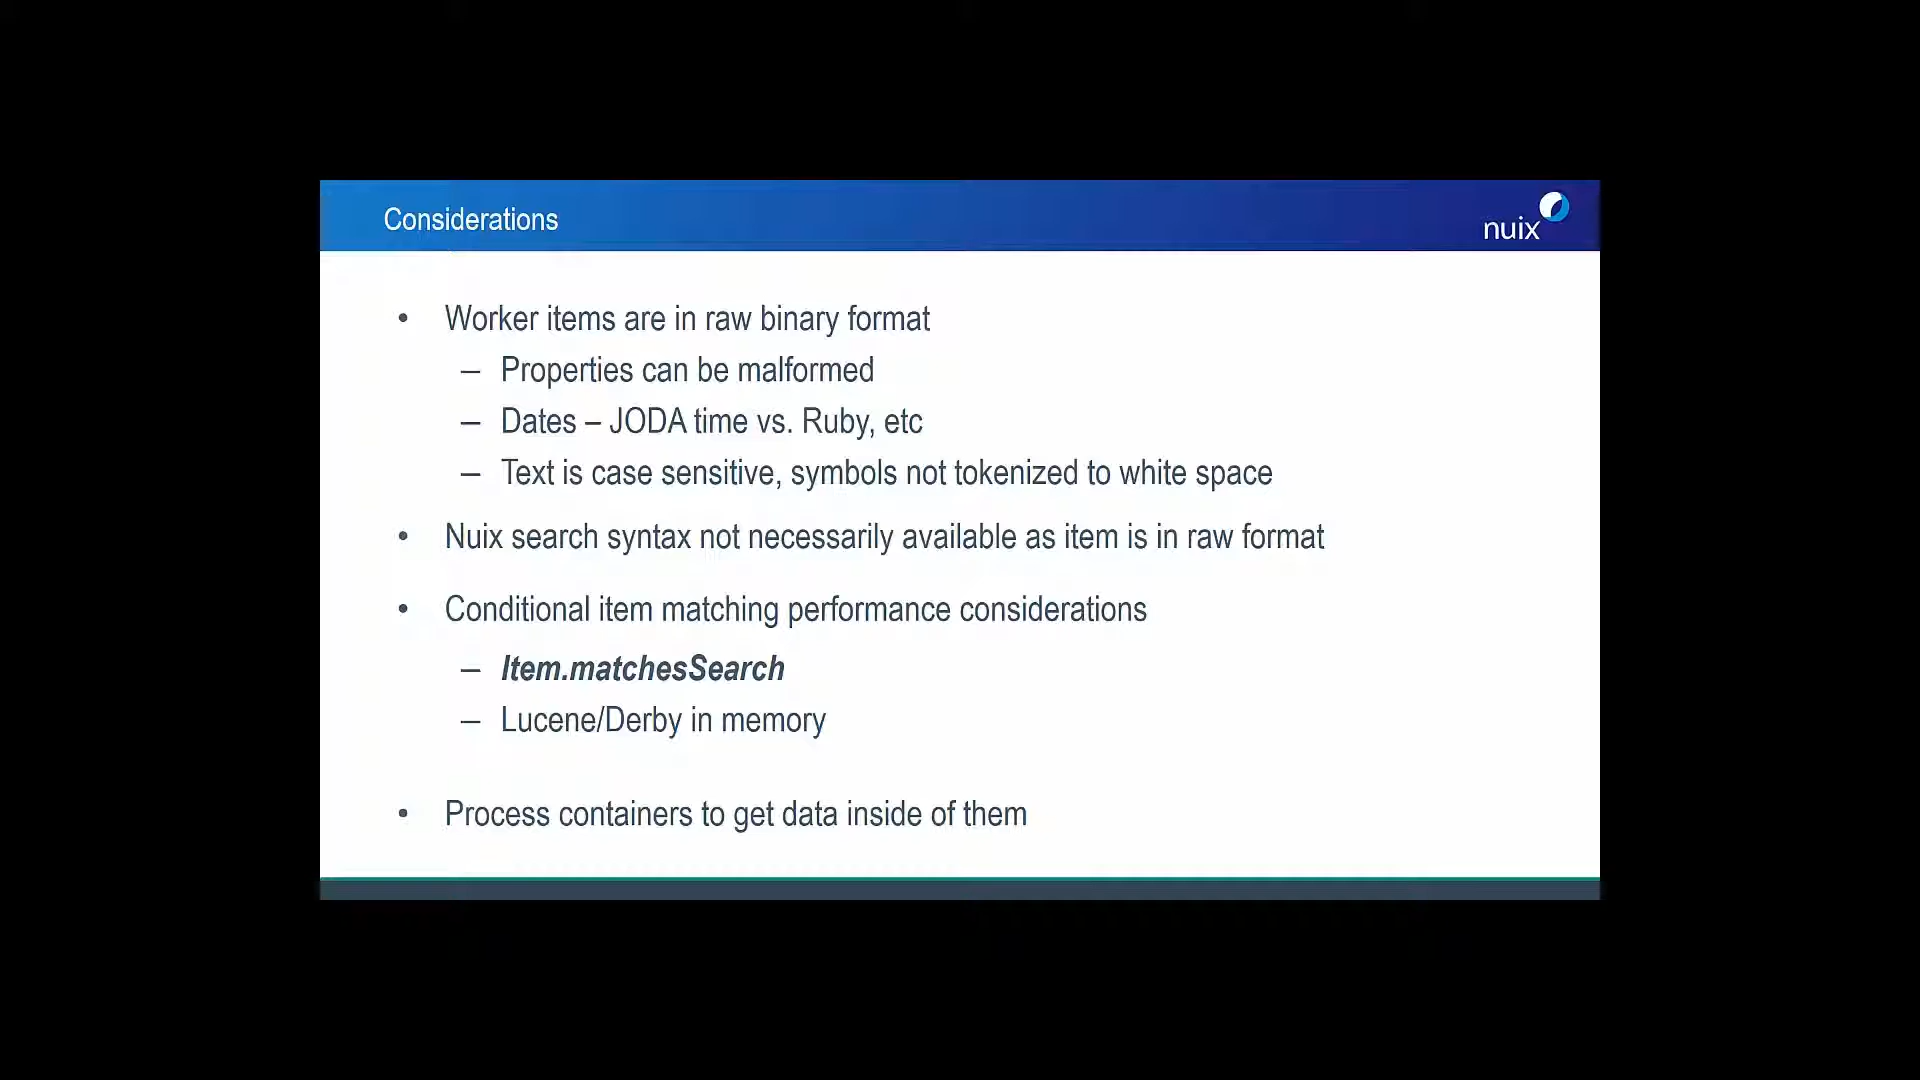 Considerations
nuix
• Worker items are in raw binary format
– Properties can be malformed
– Dates – JODA time vs. Ruby, etc
– Text is case sensitive, symbols not tokenized to white space
• Nuix search syntax not necessarily available as item is in raw format
• Conditional item matching performance considerations
– Item.matchesSearch
– Lucene/Derby in memory
• Process containers to get data inside of them